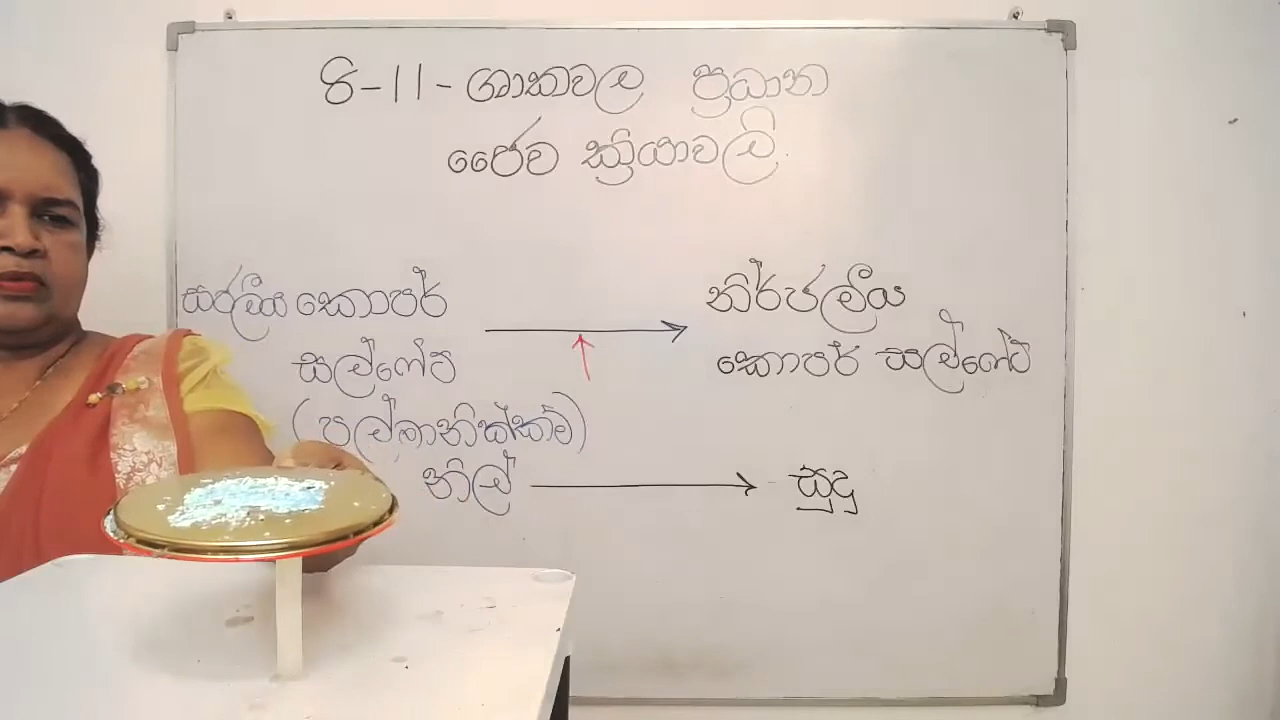 8-11- ශාකවල ප්‍රධාන
ජෛව ක්‍රියාවලි.
සජලීය කොපර්
සල්ෆේට්
(පල්මානික්කම්)
නිල්
නිර්ජලීය
කොපර් සල්ෆේට්
සුදු